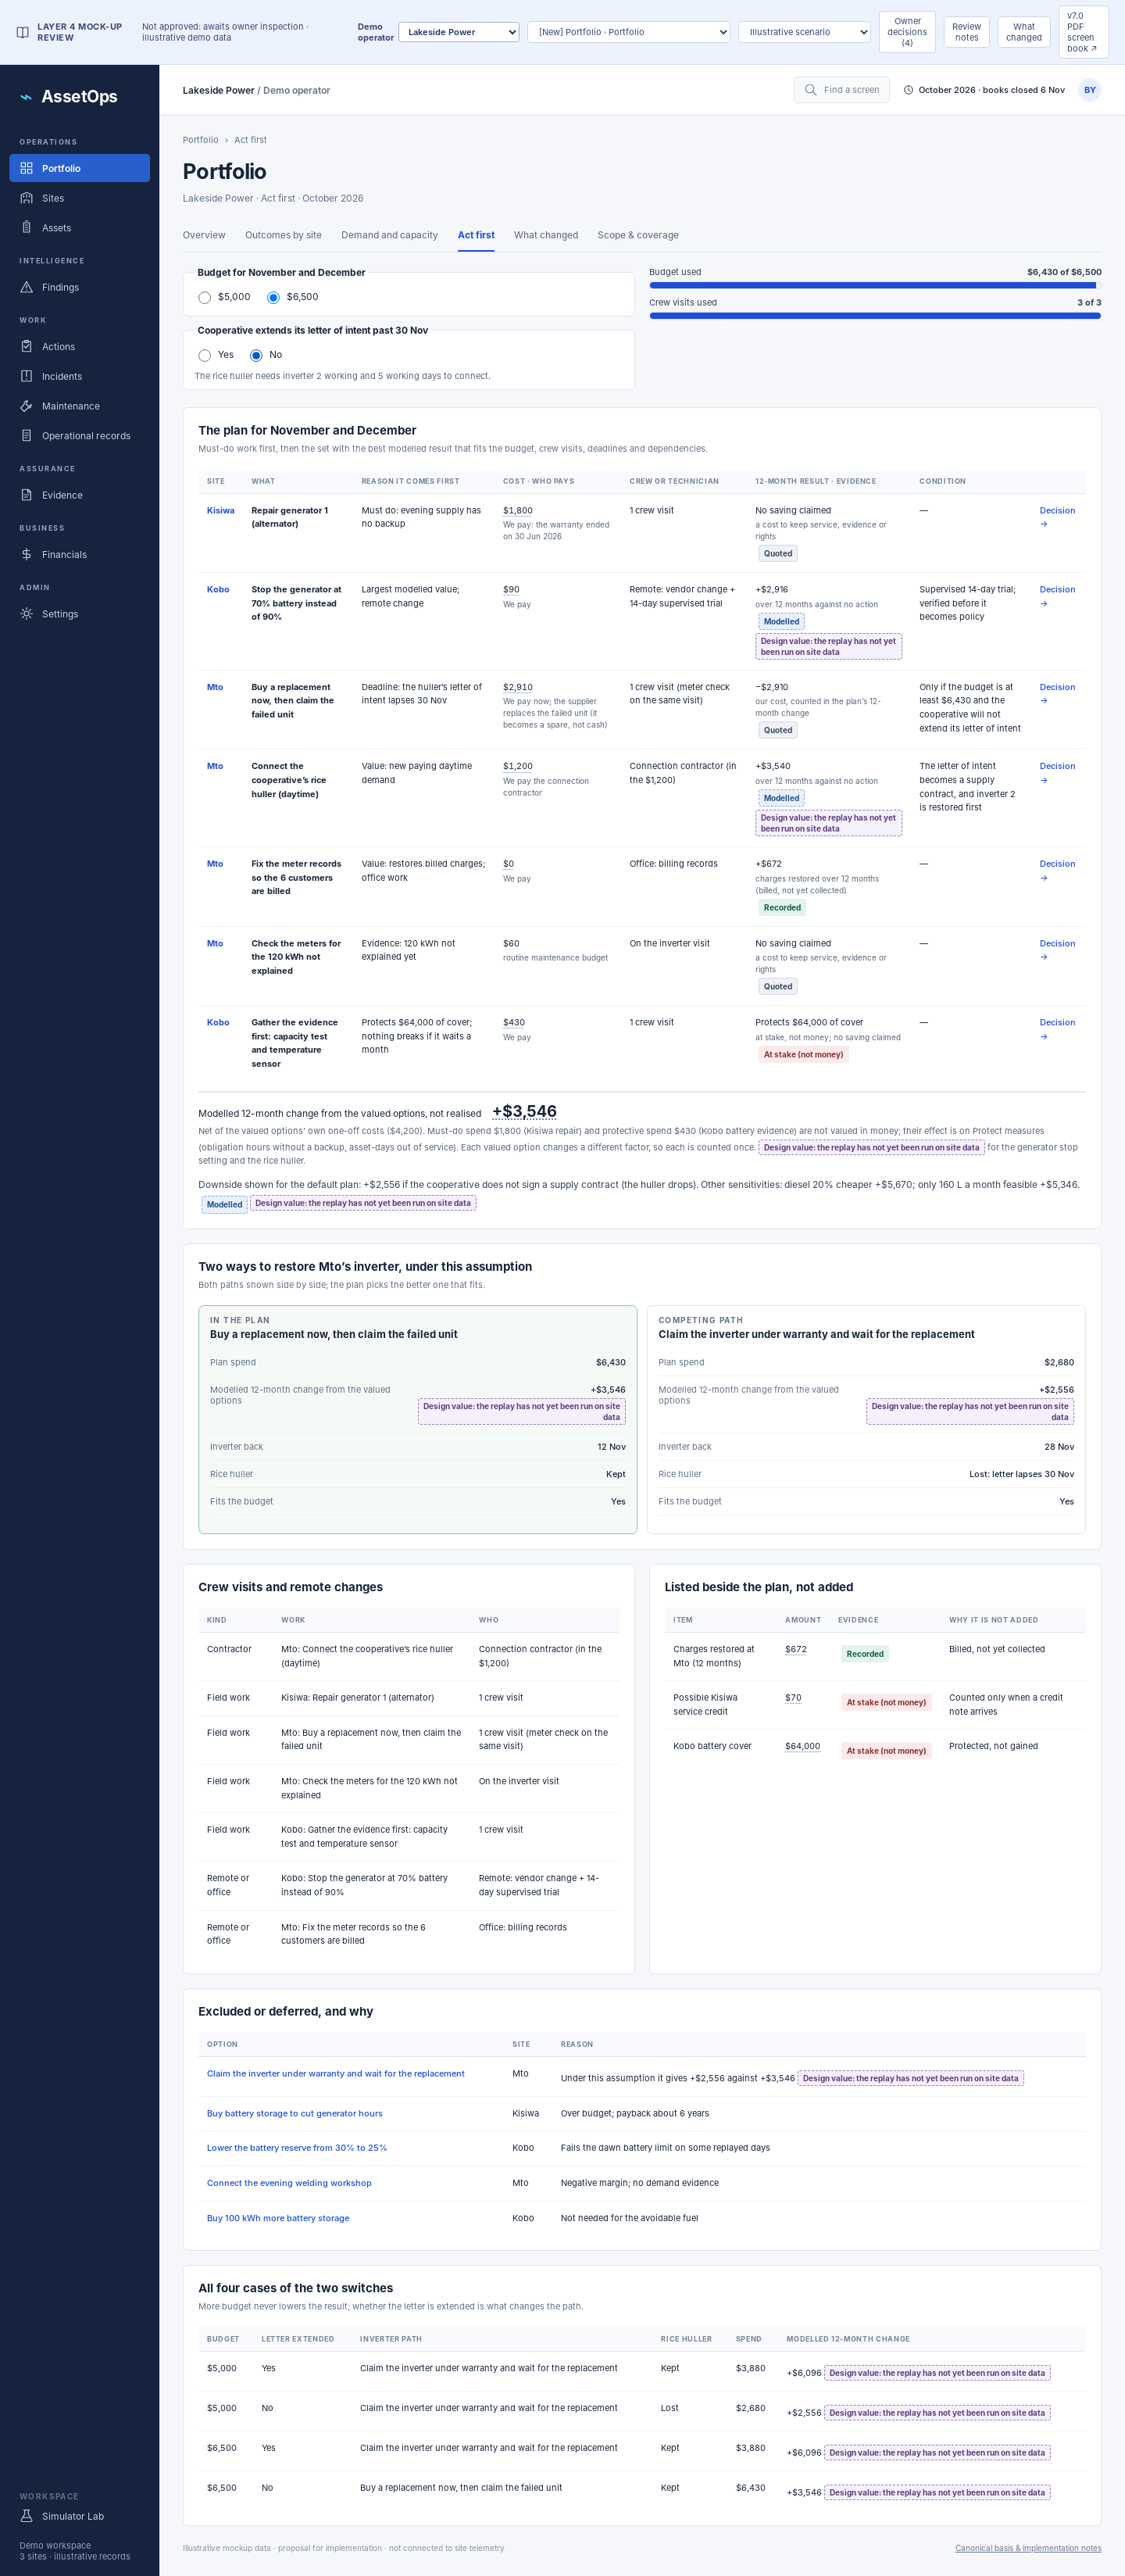 LAYER 4 MOCK-UP REVIEW
Not approved: awaits owner inspection · illustrative demo data
Demo operator
Lakeside Power
[New] Portfolio · Portfolio
Illustrative scenario
Owner decisions (4)
Review notes
What changed
v7.0 PDF screen book ↗
AssetOps
OPERATIONS
Portfolio
Sites
Assets
INTELLIGENCE
Findings
WORK
Actions
Incidents
Maintenance
Operational records
ASSURANCE
Evidence
BUSINESS
Financials
ADMIN
Settings
WORKSPACE
Simulator Lab
Demo workspace
3 sites · illustrative records
Lakeside Power / Demo operator
Find a screen
October 2026 · books closed 6 Nov
BY
Portfolio › Act first
Portfolio
Lakeside Power · Act first · October 2026
Overview
Outcomes by site
Demand and capacity
Act first
What changed
Scope & coverage
Budget for November and December
$5,000
$6,500
Cooperative extends its letter of intent past 30 Nov
Yes
No
The rice huller needs inverter 2 working and 5 working days to connect.
Budget used $6,430 of $6,500
Crew visits used 3 of 3
The plan for November and December
Must-do work first, then the set with the best modelled result that fits the budget, crew visits, deadlines and dependencies.
SITE WHAT REASON IT COMES FIRST COST · WHO PAYS CREW OR TECHNICIAN 12-MONTH RESULT · EVIDENCE CONDITION
Kisiwa
Repair generator 1 (alternator)
Must do: evening supply has no backup
$1,800
We pay: the warranty ended on 30 Jun 2026
1 crew visit
No saving claimed
a cost to keep service, evidence or rights
Quoted
—
Decision →
Kobo
Stop the generator at 70% battery instead of 90%
Largest modelled value; remote change
$90
We pay
Remote: vendor change + 14-day supervised trial
+$2,916
over 12 months against no action
Modelled
Design value: the replay has not yet been run on site data
Supervised 14-day trial; verified before it becomes policy
Decision →
Mto
Buy a replacement now, then claim the failed unit
Deadline: the huller's letter of intent lapses 30 Nov
$2,910
We pay now; the supplier replaces the failed unit (it becomes a spare, not cash)
1 crew visit (meter check on the same visit)
−$2,910
our cost, counted in the plan's 12-month change
Quoted
Only if the budget is at least $6,430 and the cooperative will not extend its letter of intent
Decision →
Mto
Connect the cooperative's rice huller (daytime)
Value: new paying daytime demand
$1,200
We pay the connection contractor
Connection contractor (in the $1,200)
+$3,540
over 12 months against no action
Modelled
Design value: the replay has not yet been run on site data
The letter of intent becomes a supply contract, and inverter 2 is restored first
Decision →
Mto
Fix the meter records so the 6 customers are billed
Value: restores billed charges; office work
$0
We pay
Office: billing records
+$672
charges restored over 12 months (billed, not yet collected)
Recorded
—
Decision →
Mto
Check the meters for the 120 kWh not explained
Evidence: 120 kWh not explained yet
$60
routine maintenance budget
On the inverter visit
No saving claimed
a cost to keep service, evidence or rights
Quoted
—
Decision →
Kobo
Gather the evidence first: capacity test and temperature sensor
Protects $64,000 of cover; nothing breaks if it waits a month
$430
We pay
1 crew visit
Protects $64,000 of cover
at stake, not money; no saving claimed
At stake (not money)
—
Decision →
Modelled 12-month change from the valued options, not realised +$3,546
Net of the valued options' own one-off costs ($4,200). Must-do spend $1,800 (Kisiwa repair) and protective spend $430 (Kobo battery evidence) are not valued in money; their effect is on Protect measures
(obligation hours without a backup, asset-days out of service). Each valued option changes a different factor, so each is counted once. Design value: the replay has not yet been run on site data for the generator stop
setting and the rice huller.
Downside shown for the default plan: +$2,556 if the cooperative does not sign a supply contract (the huller drops). Other sensitivities: diesel 20% cheaper +$5,670; only 160 L a month feasible +$5,346.
Modelled Design value: the replay has not yet been run on site data
Two ways to restore Mto's inverter, under this assumption
Both paths shown side by side; the plan picks the better one that fits.
IN THE PLAN
Buy a replacement now, then claim the failed unit
Plan spend $6,430
Modelled 12-month change from the valued options +$3,546
Design value: the replay has not yet been run on site data
Inverter back 12 Nov
Rice huller Kept
Fits the budget Yes
COMPETING PATH
Claim the inverter under warranty and wait for the replacement
Plan spend $2,680
Modelled 12-month change from the valued options +$2,556
Design value: the replay has not yet been run on site data
Inverter back 28 Nov
Rice huller Lost: letter lapses 30 Nov
Fits the budget Yes
Crew visits and remote changes
KIND WORK WHO
Contractor Mto: Connect the cooperative's rice huller (daytime) Connection contractor (in the $1,200)
Field work Kisiwa: Repair generator 1 (alternator) 1 crew visit
Field work Mto: Buy a replacement now, then claim the failed unit 1 crew visit (meter check on the same visit)
Field work Mto: Check the meters for the 120 kWh not explained On the inverter visit
Field work Kobo: Gather the evidence first: capacity test and temperature sensor 1 crew visit
Remote or office Kobo: Stop the generator at 70% battery instead of 90% Remote: vendor change + 14-day supervised trial
Remote or office Mto: Fix the meter records so the 6 customers are billed Office: billing records
Listed beside the plan, not added
ITEM AMOUNT EVIDENCE WHY IT IS NOT ADDED
Charges restored at Mto (12 months) $672 Recorded Billed, not yet collected
Possible Kisiwa service credit $70 At stake (not money) Counted only when a credit note arrives
Kobo battery cover $64,000 At stake (not money) Protected, not gained
Excluded or deferred, and why
OPTION SITE REASON
Claim the inverter under warranty and wait for the replacement Mto Under this assumption it gives +$2,556 against +$3,546 Design value: the replay has not yet been run on site data
Buy battery storage to cut generator hours Kisiwa Over budget; payback about 6 years
Lower the battery reserve from 30% to 25% Kobo Fails the dawn battery limit on some replayed days
Connect the evening welding workshop Mto Negative margin; no demand evidence
Buy 100 kWh more battery storage Kobo Not needed for the avoidable fuel
All four cases of the two switches
More budget never lowers the result; whether the letter is extended is what changes the path.
BUDGET LETTER EXTENDED INVERTER PATH RICE HULLER SPEND MODELLED 12-MONTH CHANGE
$5,000 Yes Claim the inverter under warranty and wait for the replacement Kept $3,880 +$6,096 Design value: the replay has not yet been run on site data
$5,000 No Claim the inverter under warranty and wait for the replacement Lost $2,680 +$2,556 Design value: the replay has not yet been run on site data
$6,500 Yes Claim the inverter under warranty and wait for the replacement Kept $3,880 +$6,096 Design value: the replay has not yet been run on site data
$6,500 No Buy a replacement now, then claim the failed unit Kept $6,430 +$3,546 Design value: the replay has not yet been run on site data
Illustrative mockup data · proposal for implementation · not connected to site telemetry
Canonical basis & implementation notes